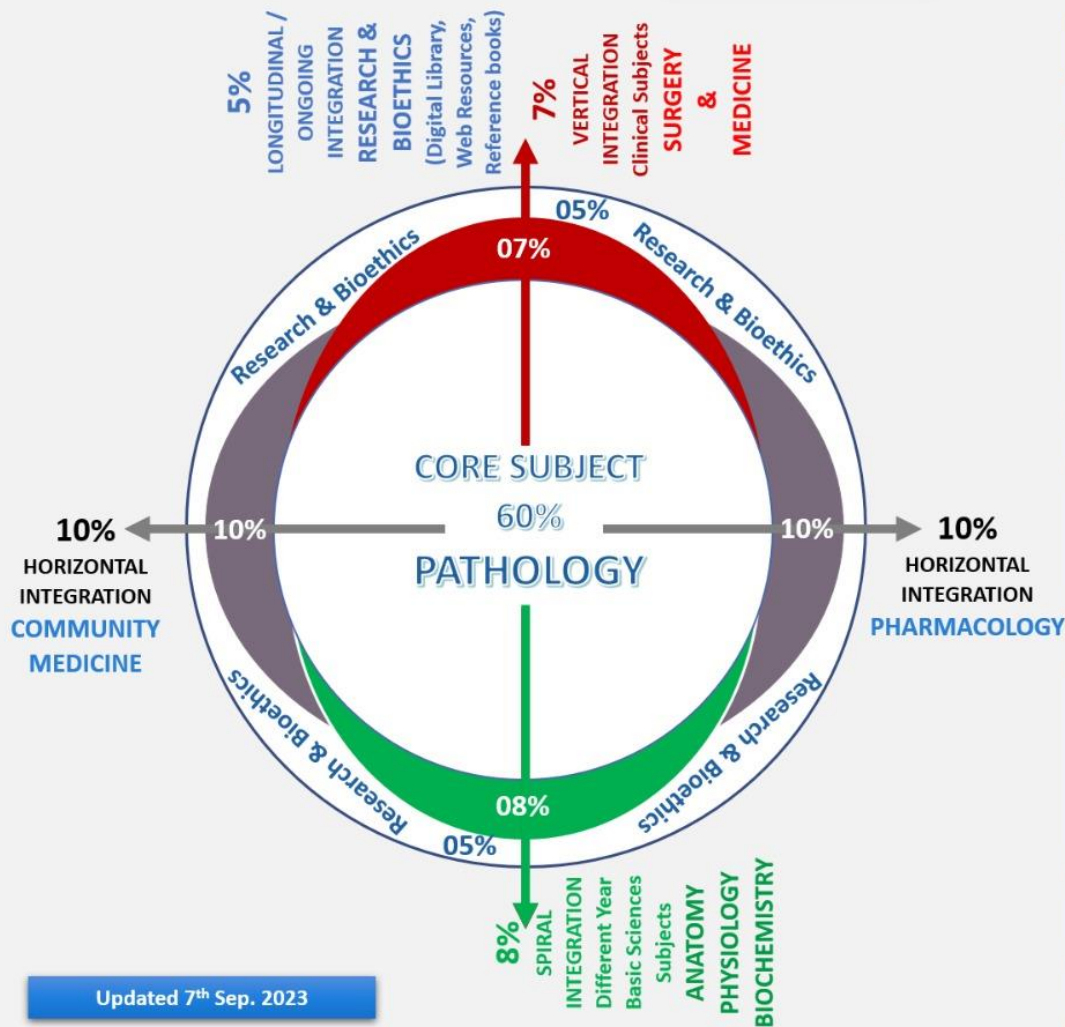 5%
LONGITUDINAL /
ONGOING
INTEGRATION
RESEARCH &
BIOETHICS
(Digital Library,
Web Resources,
Reference books)
7%
VERTICAL
INTEGRATION
Clinical Subjects
SURGERY
&
MEDICINE
05%
07%
Research & Bioethics
Research & Bioethics
CORE SUBJECT
60%
PATHOLOGY
10%
10%
10%
HORIZONTAL
INTEGRATION
COMMUNITY
MEDICINE
10%
HORIZONTAL
INTEGRATION
PHARMACOLOGY
Research & Bioethics
Research & Bioethics
08%
05%
8%
SPIRAL
INTEGRATION
Different Year
Basic Sciences
Subjects
ANATOMY
PHYSIOLOGY
BIOCHEMISTRY
Updated 7th Sep. 2023